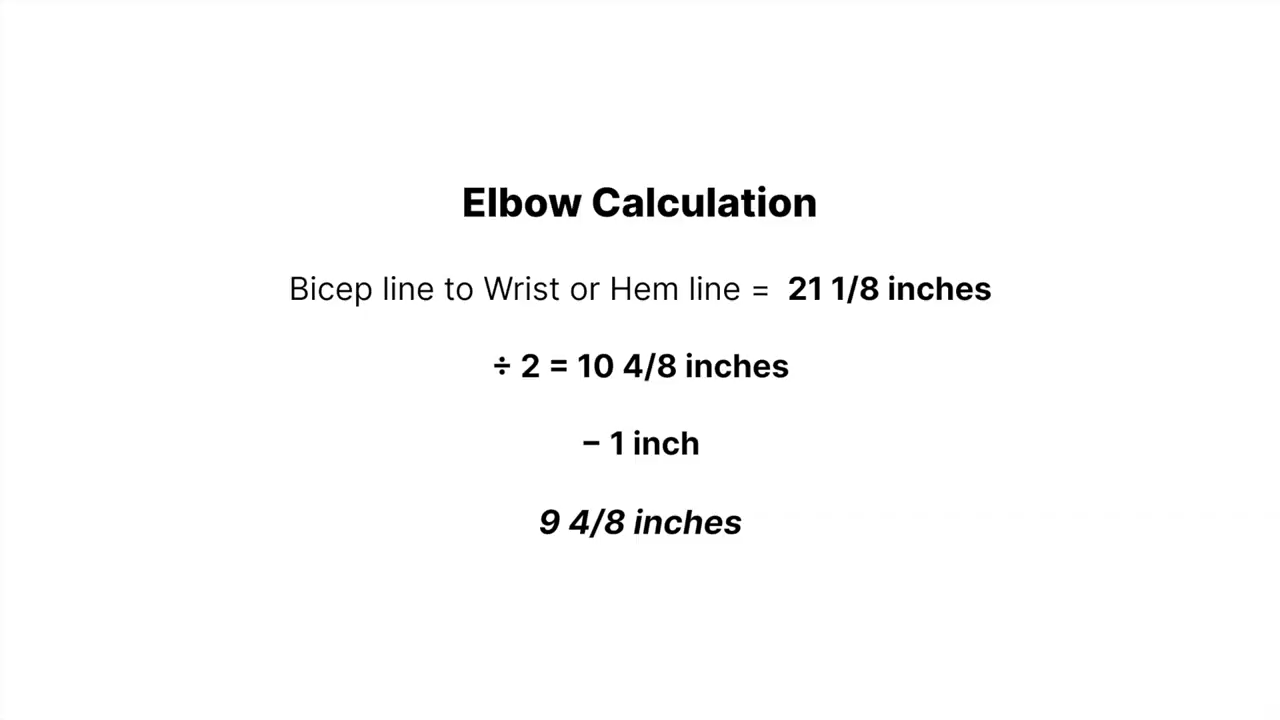 Elbow Calculation
Bicep line to Wrist or Hem line = 21 1/8 inches
÷ 2 = 10 4/8 inches
– 1 inch
9 4/8 inches